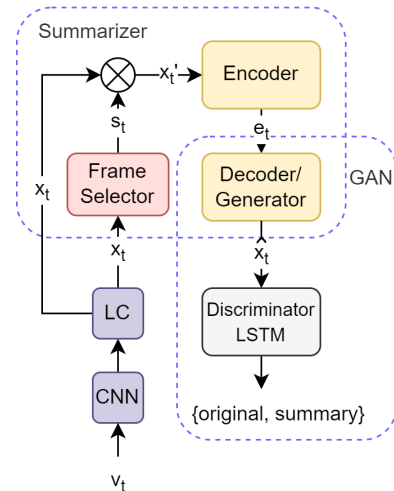 Summarizer
x_t'
Encoder
s_t
e_t
x_t
Frame
Selector
Decoder/
Generator
GAN
x_t
x̂_t
LC
Discriminator
LSTM
CNN
{original, summary}
v_t